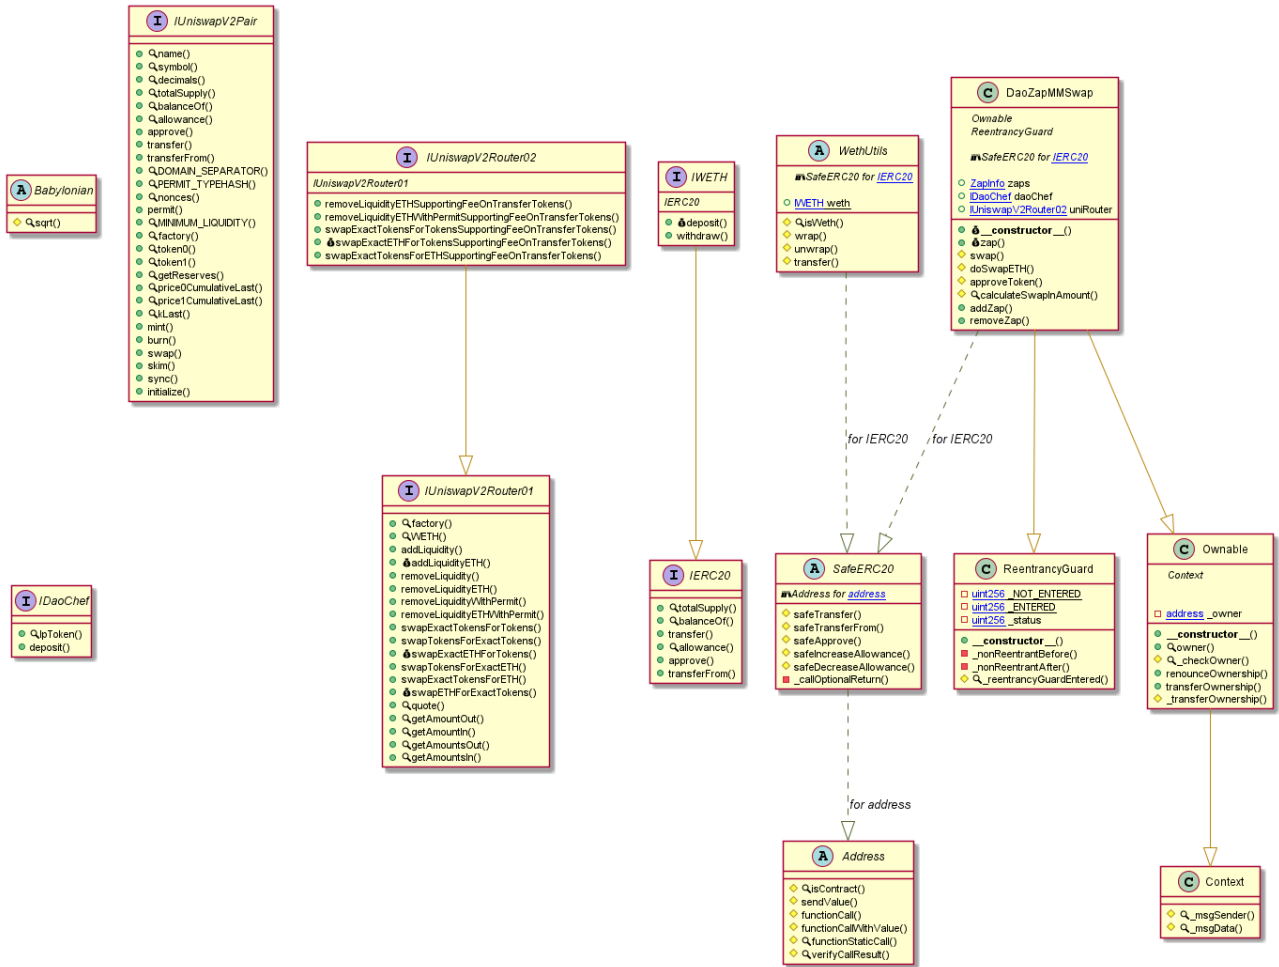 I IUniswapV2Pair
name()
symbol()
decimals()
totalSupply()
balanceOf()
allowance()
approve()
transfer()
transferFrom()
DOMAIN_SEPARATOR()
PERMIT_TYPEHASH()
nonces()
permit()
MINIMUM_LIQUIDITY()
factory()
token0()
token1()
getReserves()
price0CumulativeLast()
price1CumulativeLast()
kLast()
mint()
burn()
swap()
skim()
sync()
initialize()
A Babylonian
sqrt()
I IUniswapV2Router02
IUniswapV2Router01
removeLiquidityETHSupportingFeeOnTransferTokens()
removeLiquidityETHWithPermitSupportingFeeOnTransferTokens()
swapExactTokensForTokensSupportingFeeOnTransferTokens()
swapExactETHForTokensSupportingFeeOnTransferTokens()
swapExactTokensForETHSupportingFeeOnTransferTokens()
I IWETH
IERC20
deposit()
withdraw()
A WethUtils
SafeERC20 for IERC20
IWETH weth
isWeth()
wrap()
unwrap()
transfer()
C DaoZapMMSwap
Ownable
ReentrancyGuard
SafeERC20 for IERC20
ZapInfo zaps
IDaoChef daoChef
IUniswapV2Router02 uniRouter
__constructor__()
zap()
swap()
doSwapETH()
approveToken()
calculateSwapInAmount()
addZap()
removeZap()
for IERC20
for IERC20
I IUniswapV2Router01
factory()
WETH()
addLiquidity()
addLiquidityETH()
removeLiquidity()
removeLiquidityETH()
removeLiquidityWithPermit()
removeLiquidityETHWithPermit()
swapExactTokensForTokens()
swapTokensForExactTokens()
swapExactETHForTokens()
swapTokensForExactETH()
swapExactTokensForETH()
swapETHForExactTokens()
quote()
getAmountOut()
getAmountIn()
getAmountsOut()
getAmountsIn()
I IDaoChef
lpToken()
deposit()
I IERC20
totalSupply()
balanceOf()
transfer()
allowance()
approve()
transferFrom()
A SafeERC20
Address for address
safeTransfer()
safeTransferFrom()
safeApprove()
safeIncreaseAllowance()
safeDecreaseAllowance()
_callOptionalReturn()
C ReentrancyGuard
uint256 _NOT_ENTERED
uint256 _ENTERED
uint256 _status
__constructor__()
_nonReentrantBefore()
_nonReentrantAfter()
_reentrancyGuardEntered()
C Ownable
Context
address _owner
__constructor__()
owner()
_checkOwner()
renounceOwnership()
transferOwnership()
_transferOwnership()
for address
A Address
isContract()
sendValue()
functionCall()
functionCallWithValue()
functionStaticCall()
verifyCallResult()
C Context
_msgSender()
_msgData()